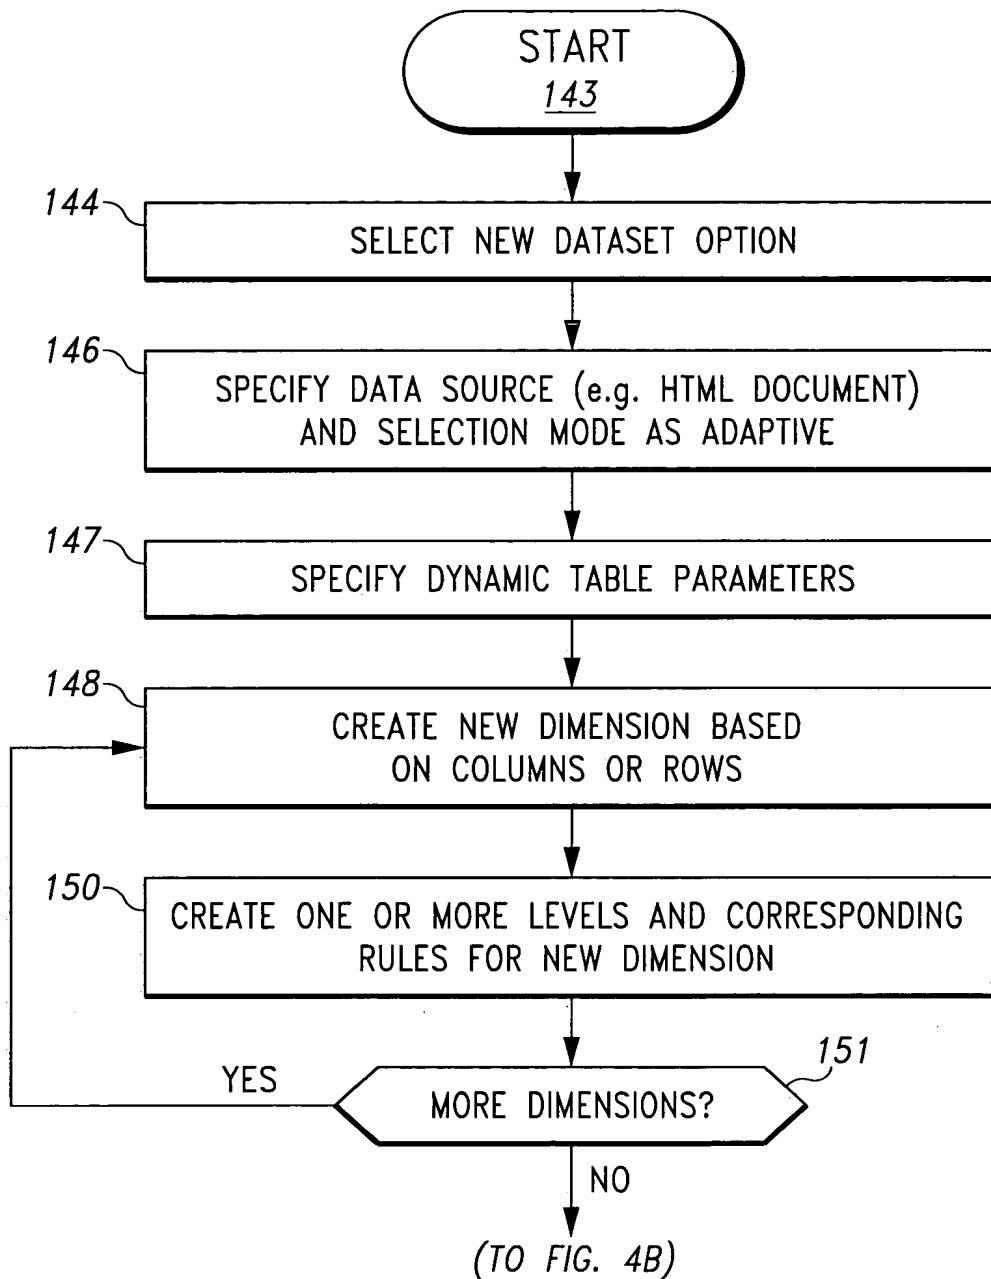 START
143
144
SELECT NEW DATASET OPTION
146
SPECIFY DATA SOURCE (e.g. HTML DOCUMENT)
AND SELECTION MODE AS ADAPTIVE
147
SPECIFY DYNAMIC TABLE PARAMETERS
148
CREATE NEW DIMENSION BASED
ON COLUMNS OR ROWS
150
CREATE ONE OR MORE LEVELS AND CORRESPONDING
RULES FOR NEW DIMENSION
151
YES
MORE DIMENSIONS?
NO
(TO FIG. 4B)